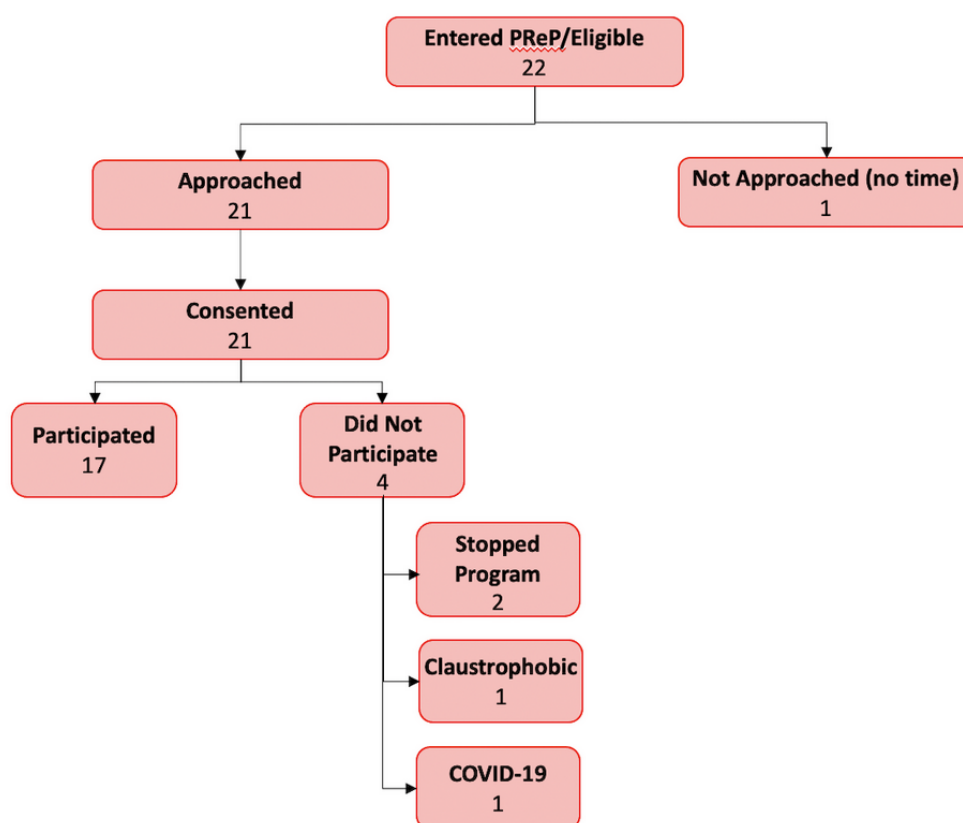 Entered PReP/Eligible
22
Approached
21
Not Approached (no time)
1
Consented
21
Participated
17
Did Not
Participate
4
Stopped
Program
2
Claustrophobic
1
COVID-19
1